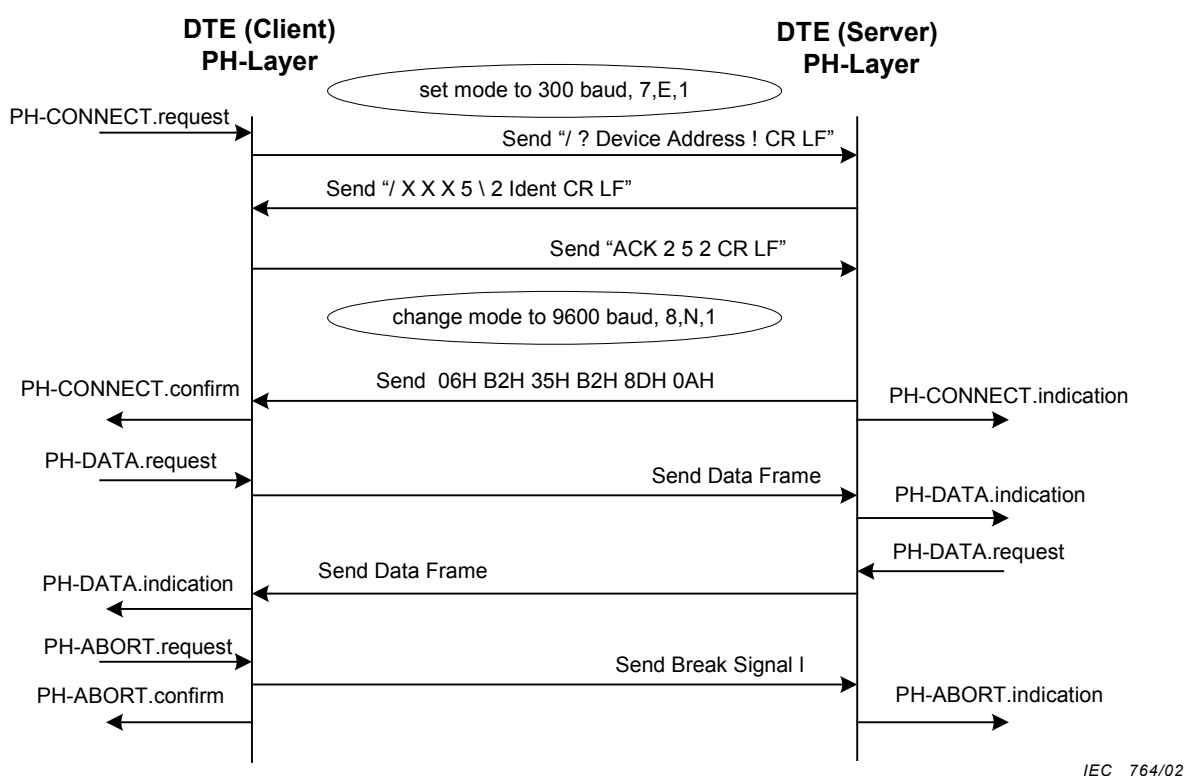 DTE (Client)
PH-Layer
DTE (Server)
PH-Layer
set mode to 300 baud, 7,E,1
PH-CONNECT.request
Send “/ ? Device Address ! CR LF”
Send “/ X X X 5 \ 2 Ident CR LF”
Send “ACK 2 5 2 CR LF”
change mode to 9600 baud, 8,N,1
Send 06H B2H 35H B2H 8DH 0AH
PH-CONNECT.confirm
PH-CONNECT.indication
PH-DATA.request
Send Data Frame
PH-DATA.indication
PH-DATA.request
Send Data Frame
PH-DATA.indication
PH-ABORT.request
Send Break Signal I
PH-ABORT.confirm
PH-ABORT.indication
IEC 764/02